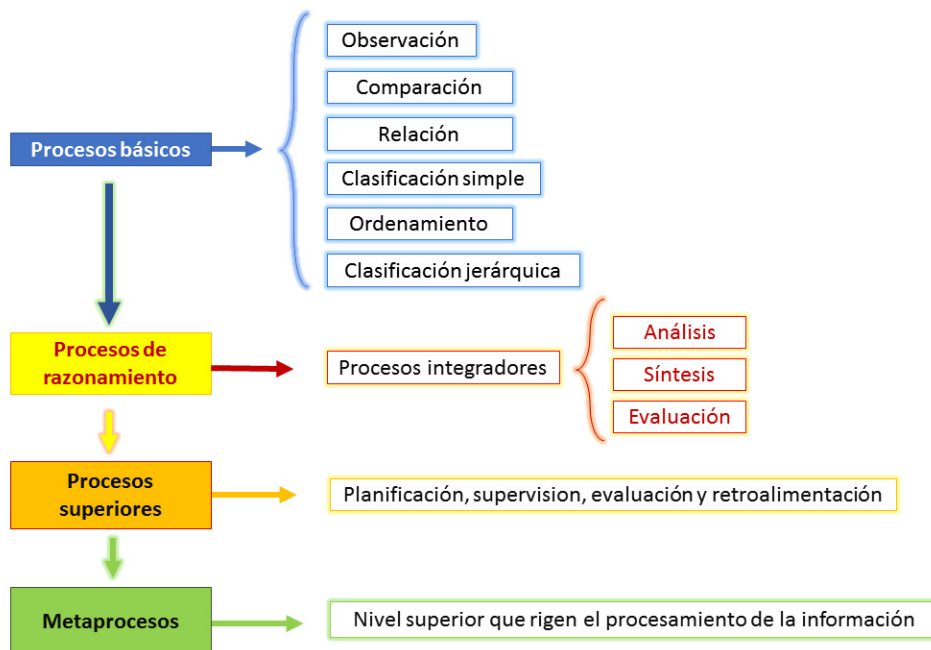 Observación
Comparación
Relación
Procesos básicos
Clasificación simple
Ordenamiento
Clasificación jerárquica
Procesos de
razonamiento
Procesos integradores
Análisis
Síntesis
Evaluación
Procesos
superiores
Planificación, supervision, evaluación y retroalimentación
Metaprocesos
Nivel superior que rigen el procesamiento de la información